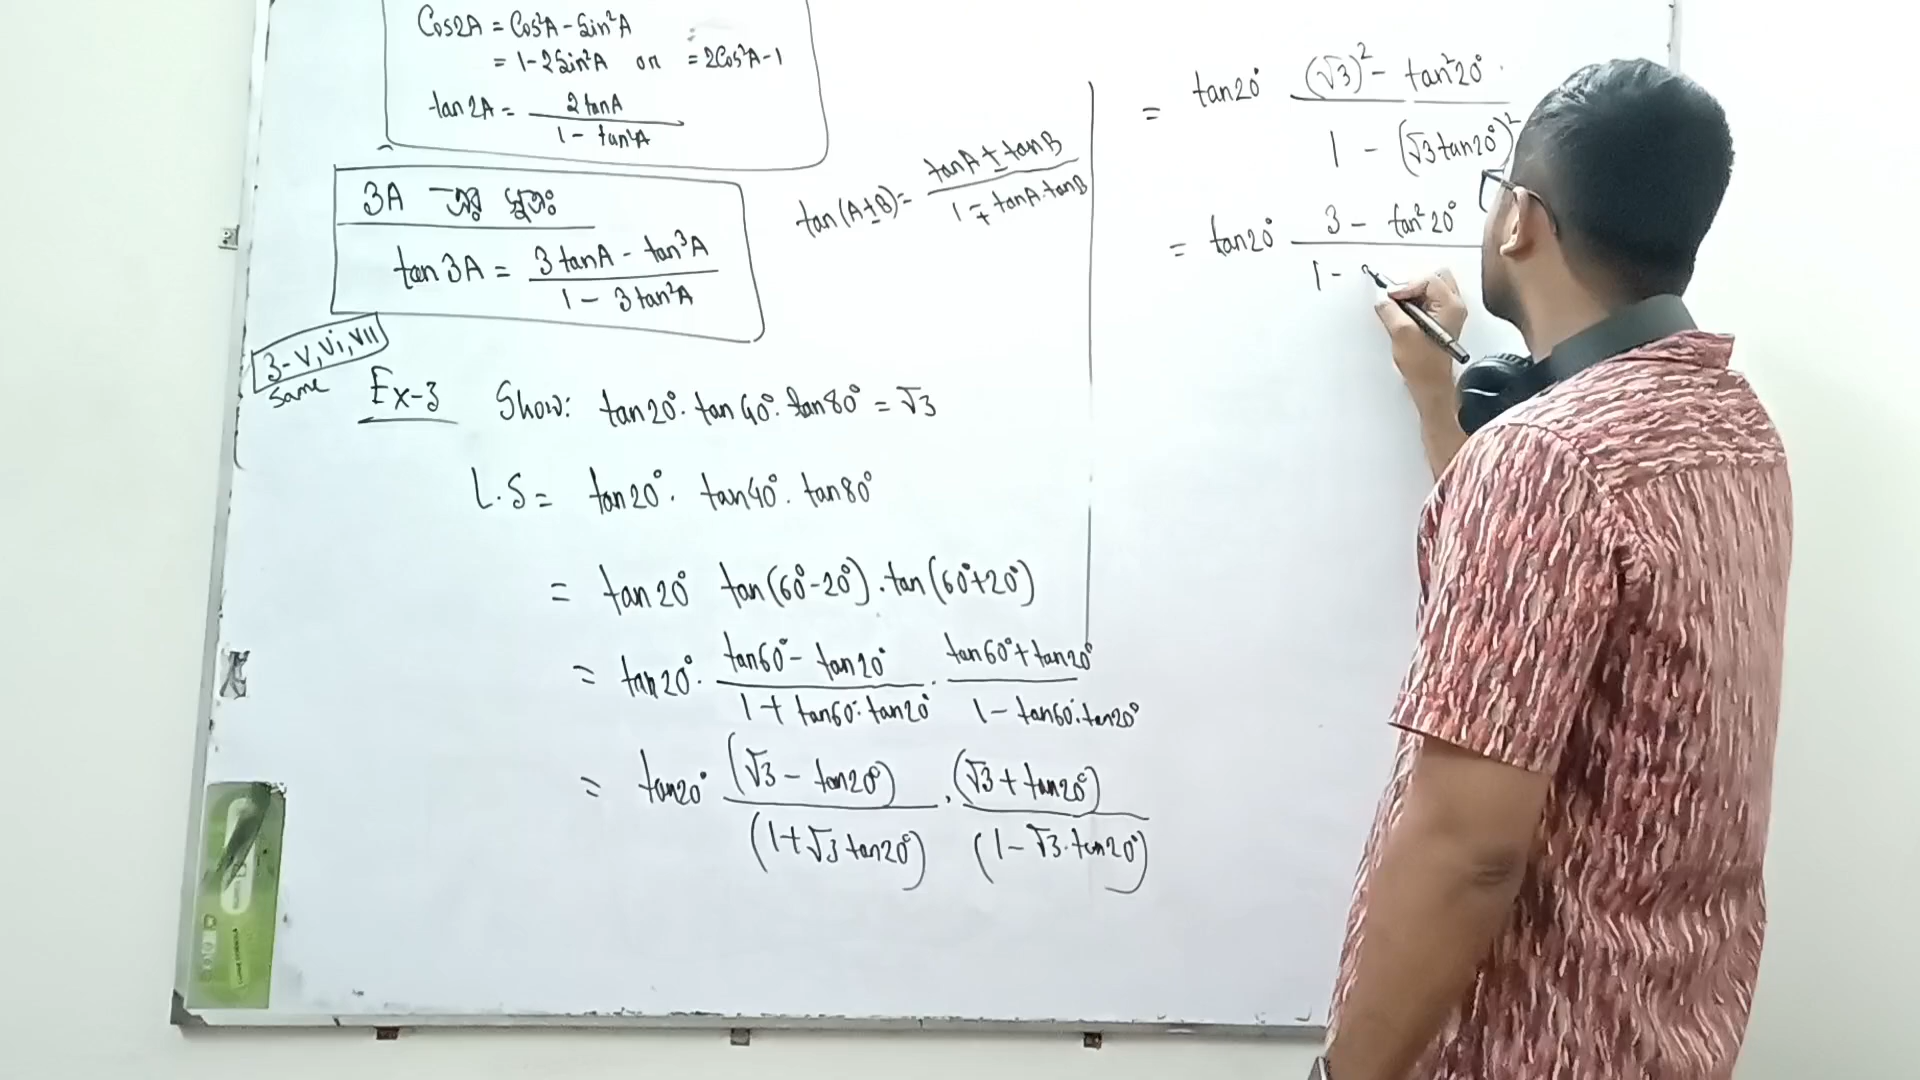 Cos2A = Cos²A - Sin²A
= 1 - 2Sin²A or = 2Cos²A - 1
tan2A = 2tanA / 1 - tan²A
3A এর সূত্রঃ
tan3A = 3tanA - tan³A / 1 - 3tan²A
tan(A±B) = tanA ± tanB / 1 ∓ tanA·tanB
3-V, Vi, VII
Same
Ex-3 Show: tan20°. tan40°. tan80° = √3
L.S = tan20°. tan40°. tan80°
= tan20° tan(60°-20°). tan(60°+20°)
= tan20°. tan60° - tan20° / 1 + tan60°. tan20° . tan60° + tan20° / 1 - tan60°. tan20°
= tan20° (√3 - tan20°) / (1+√3 tan20°) . (√3 + tan20°) / (1 - √3. tan20°)
= tan20° (√3)² - tan²20° / 1 - (√3 tan20°)²
= tan20° 3 - tan²20° / 1 -